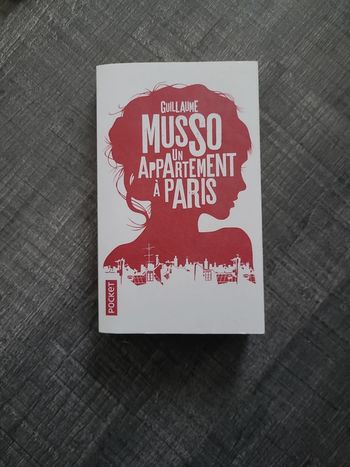 GUILLAUME
MUSSO
UN
APPARTEMENT
À PARIS
POCKET